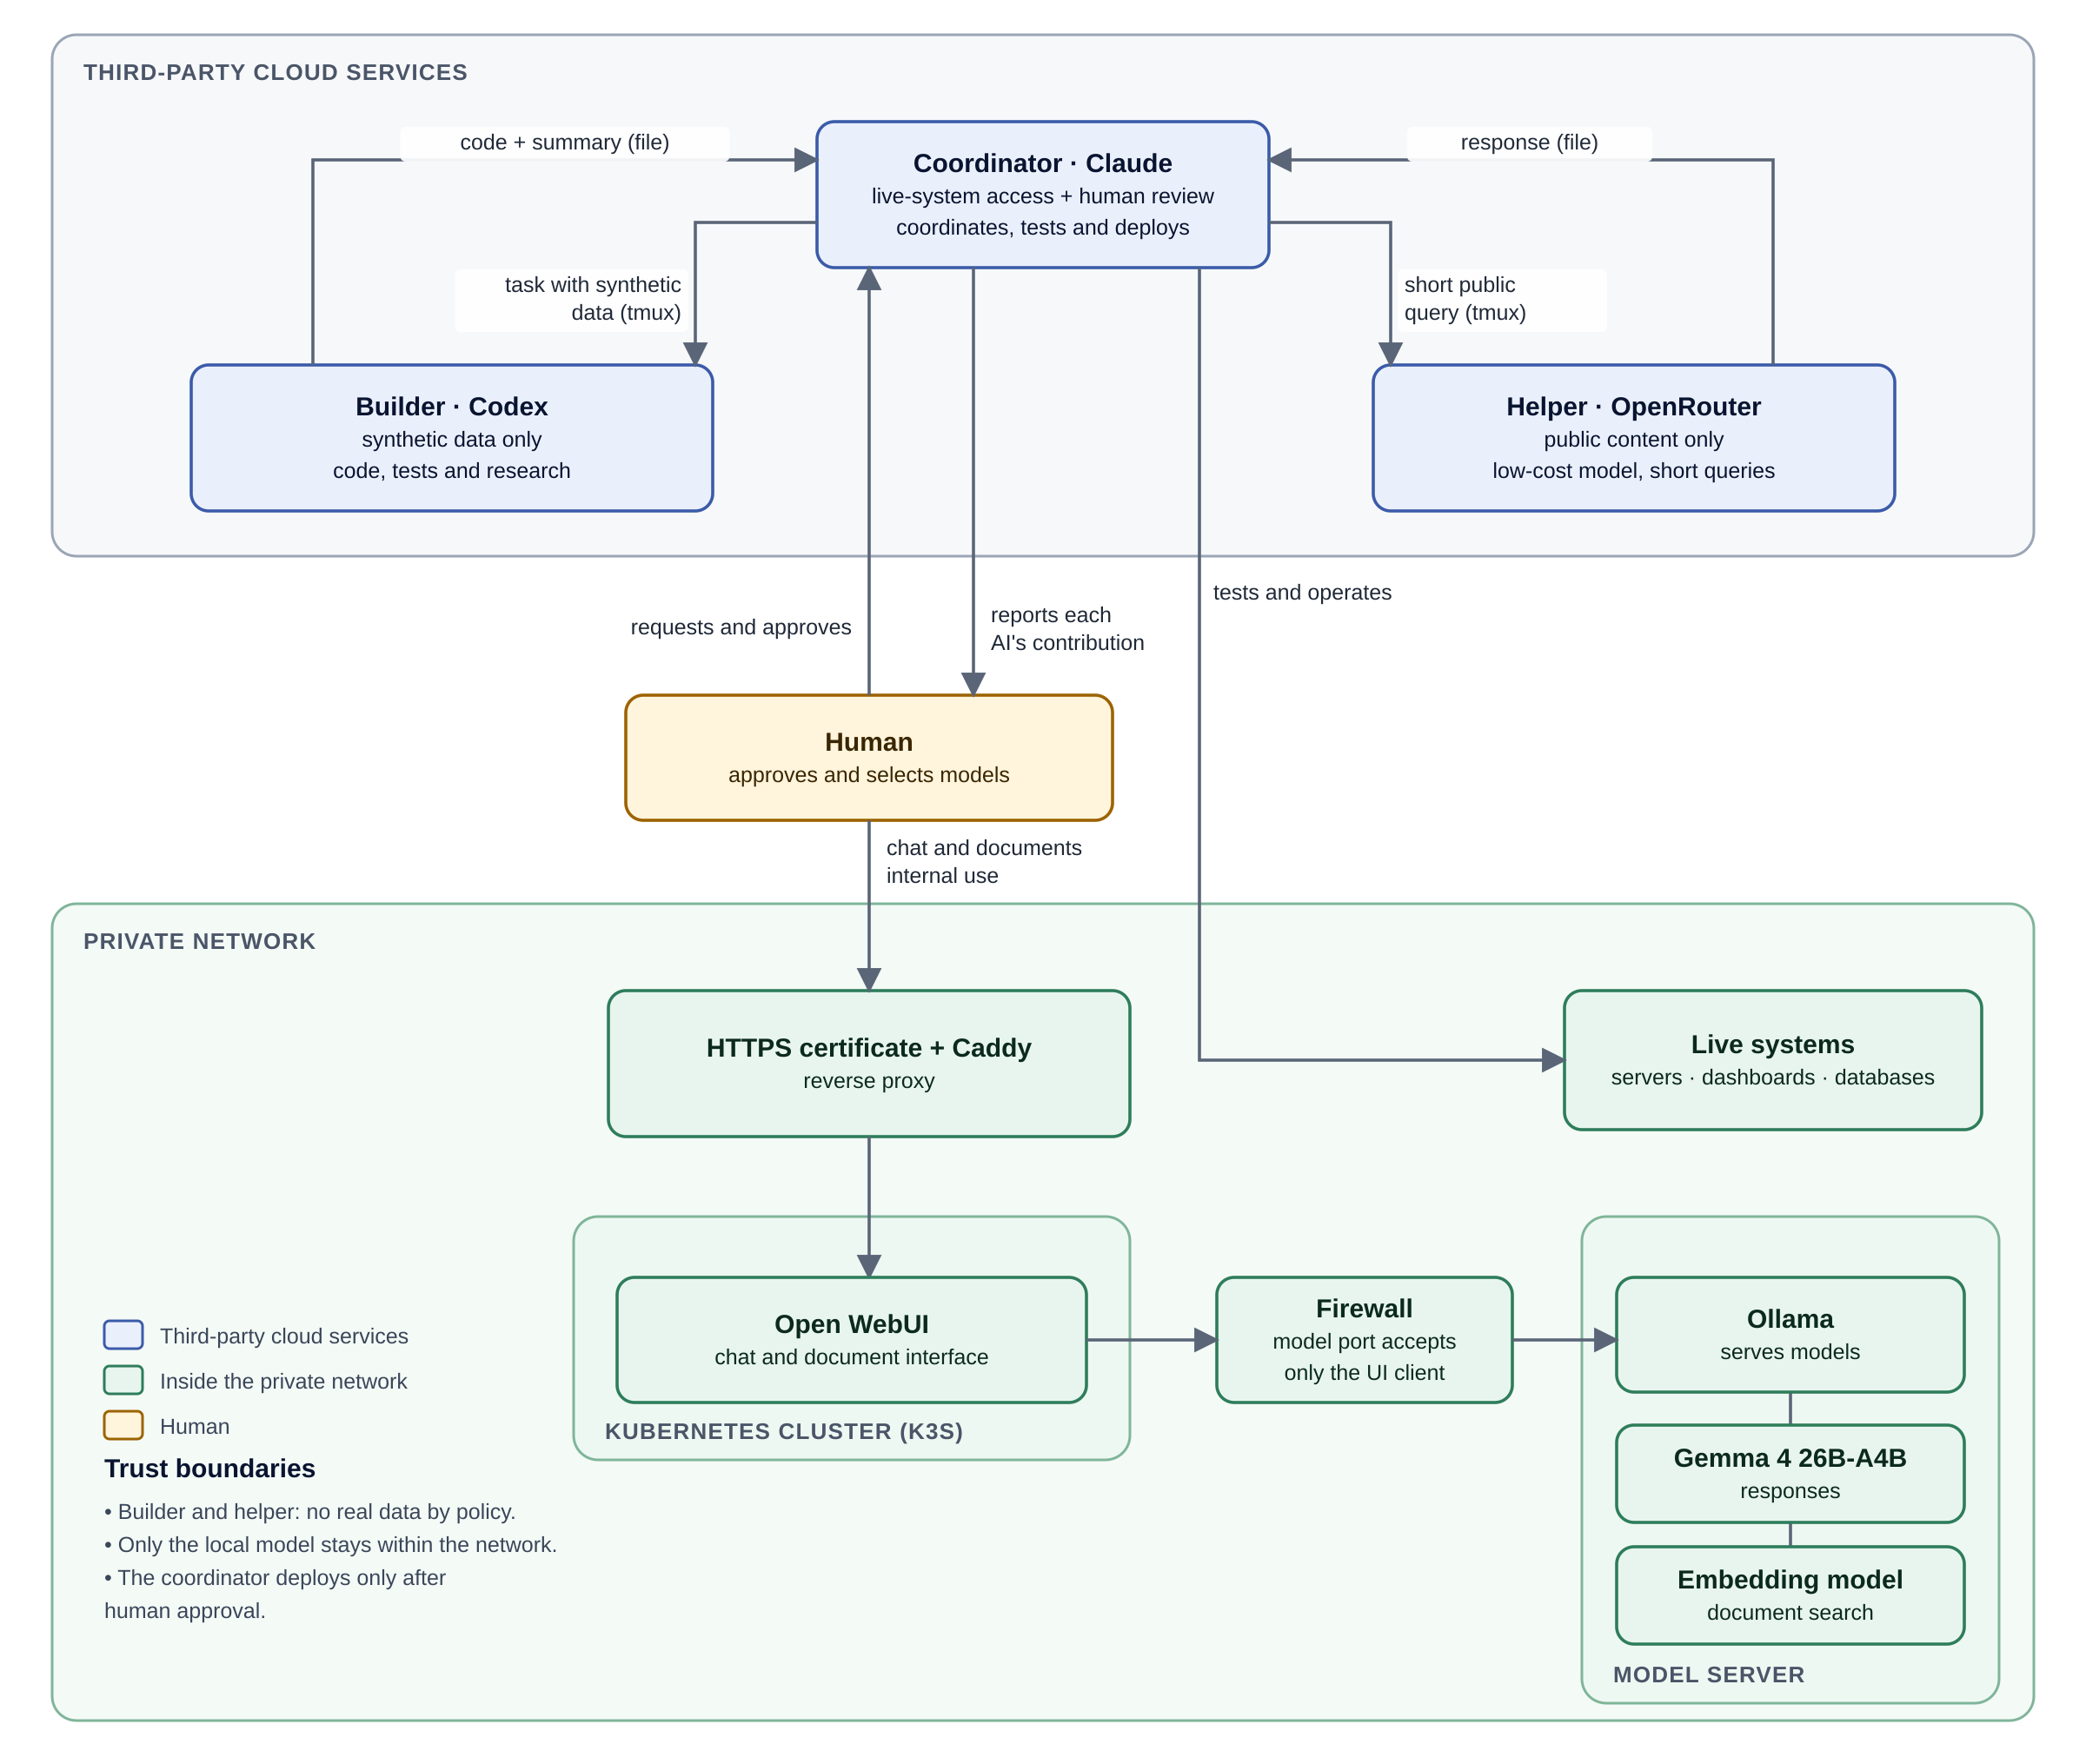 THIRD-PARTY CLOUD SERVICES
code + summary (file)
response (file)
Coordinator · Claude
live-system access + human review
coordinates, tests and deploys
task with synthetic
data (tmux)
short public
query (tmux)
Builder · Codex
synthetic data only
code, tests and research
Helper · OpenRouter
public content only
low-cost model, short queries
requests and approves
reports each
AI's contribution
tests and operates
Human
approves and selects models
chat and documents
internal use
PRIVATE NETWORK
HTTPS certificate + Caddy
reverse proxy
Live systems
servers · dashboards · databases
Open WebUI
chat and document interface
KUBERNETES CLUSTER (K3S)
Firewall
model port accepts
only the UI client
Ollama
serves models
Gemma 4 26B-A4B
responses
Embedding model
document search
MODEL SERVER
Third-party cloud services
Inside the private network
Human
Trust boundaries
• Builder and helper: no real data by policy.
• Only the local model stays within the network.
• The coordinator deploys only after
human approval.